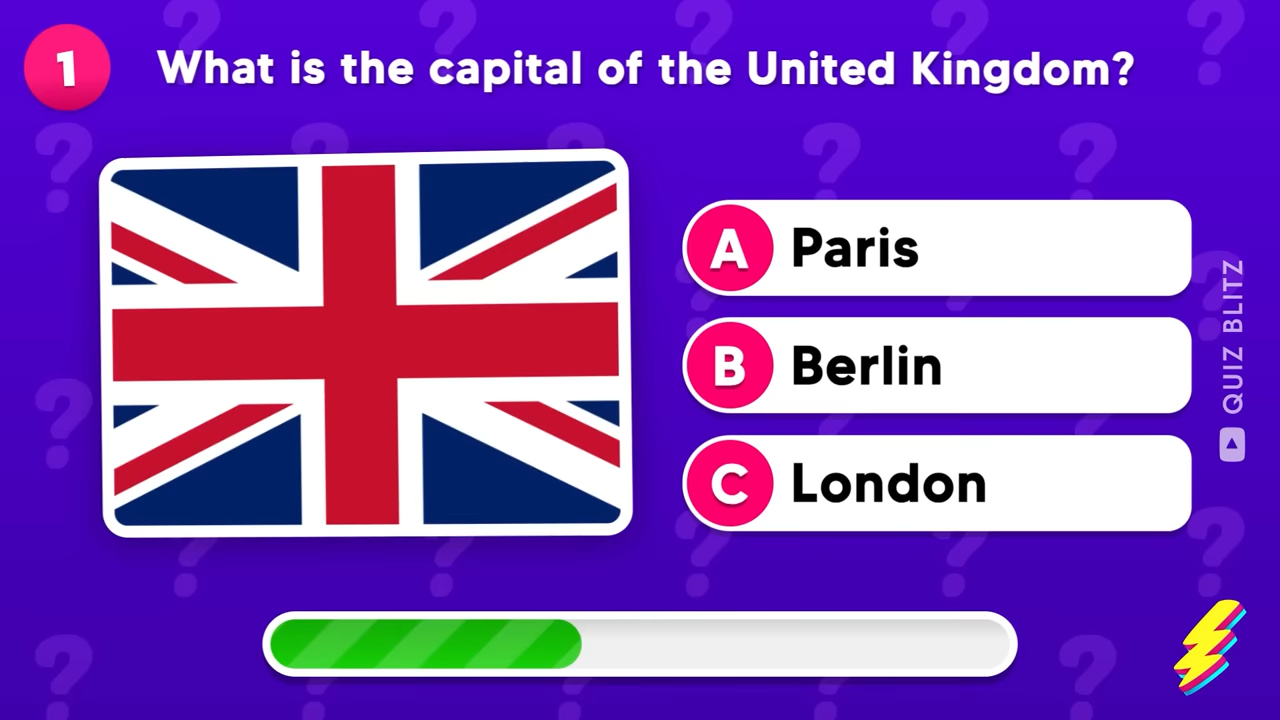 1
What is the capital of the United Kingdom?
A Paris
B Berlin
C London
QUIZ BLITZ